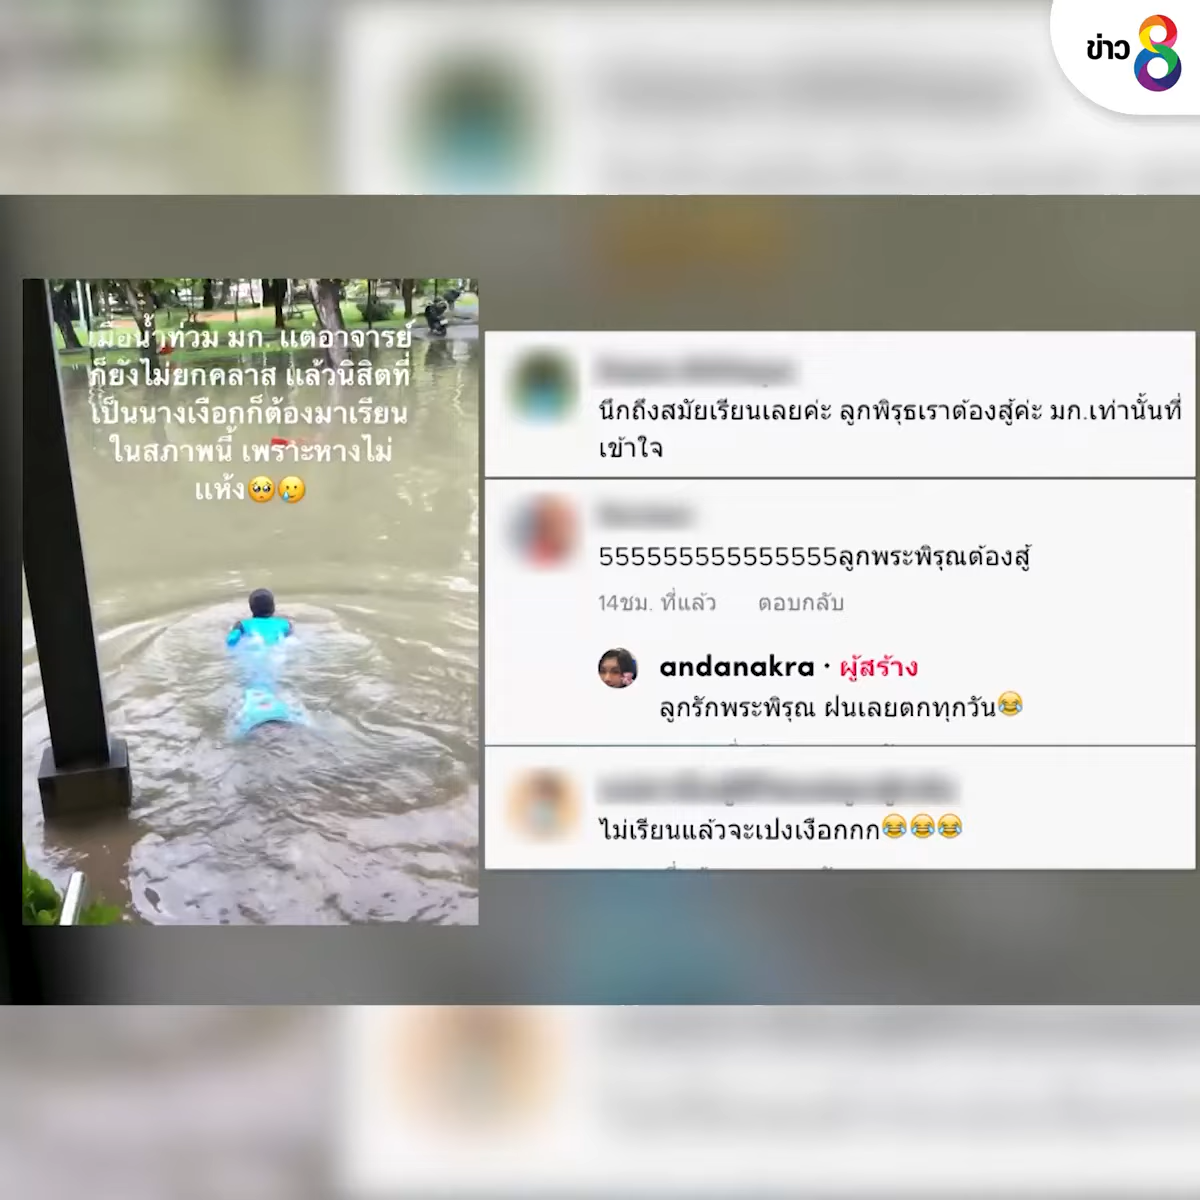 ข่าว 8
เมื่อน้ำท่วม มก. แต่อาจารย์
ก็ยังไม่ยกคลาส แล้วนิสิตที่
เป็นนางเงือกก็ต้องมาเรียน
ในสภาพนี้ เพราะหางไม่
แห้ง🥺🥲
นึกถึงสมัยเรียนเลยค่ะ ลูกพิรุธเราต้องสู้ค่ะ มก.เท่านั้นที่
เข้าใจ
555555555555555ลูกพระพิรุณต้องสู้
14ชม. ที่แล้ว ตอบกลับ
andanakra · ผู้สร้าง
ลูกรักพระพิรุณ ฝนเลยตกทุกวัน😂
ไม่เรียนแล้วจะเปงเงือกกก😂😂😂